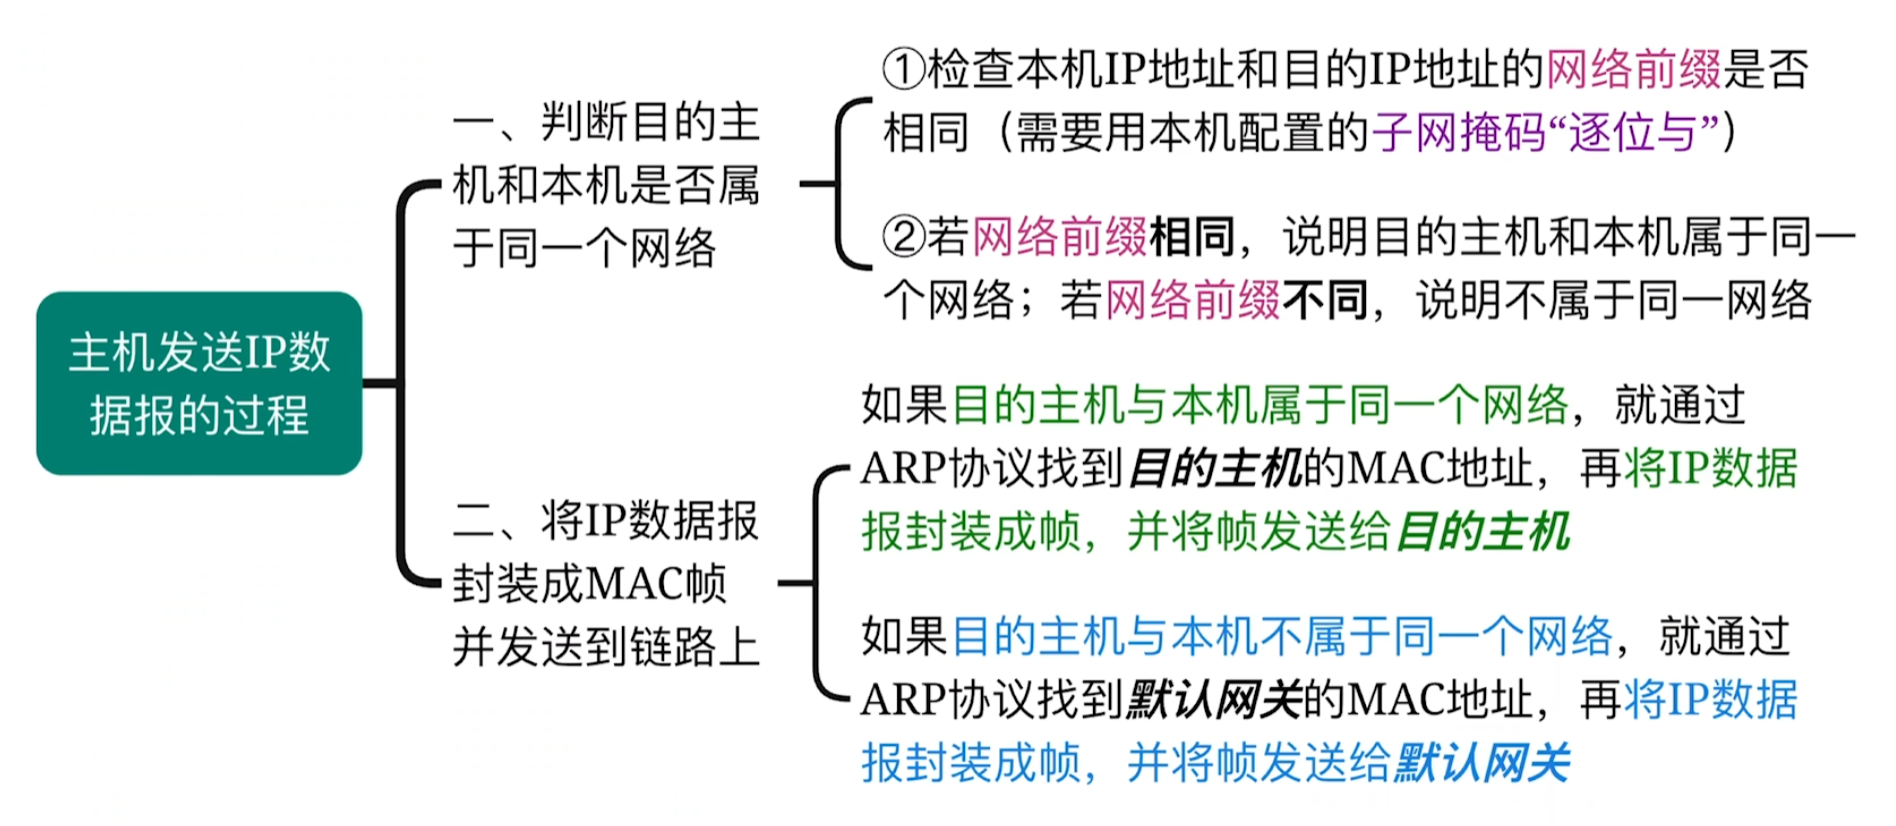 主机发送IP数
据报的过程
一、判断目的主
机和本机是否属
于同一个网络
①检查本机IP地址和目的IP地址的网络前缀是否
相同（需要用本机配置的子网掩码“逐位与”）
②若网络前缀相同，说明目的主机和本机属于同一
个网络；若网络前缀不同，说明不属于同一网络
二、将IP数据报
封装成MAC帧
并发送到链路上
如果目的主机与本机属于同一个网络，就通过
ARP协议找到目的主机的MAC地址，再将IP数据
报封装成帧，并将帧发送给目的主机
如果目的主机与本机不属于同一个网络，就通过
ARP协议找到默认网关的MAC地址，再将IP数据
报封装成帧，并将帧发送给默认网关